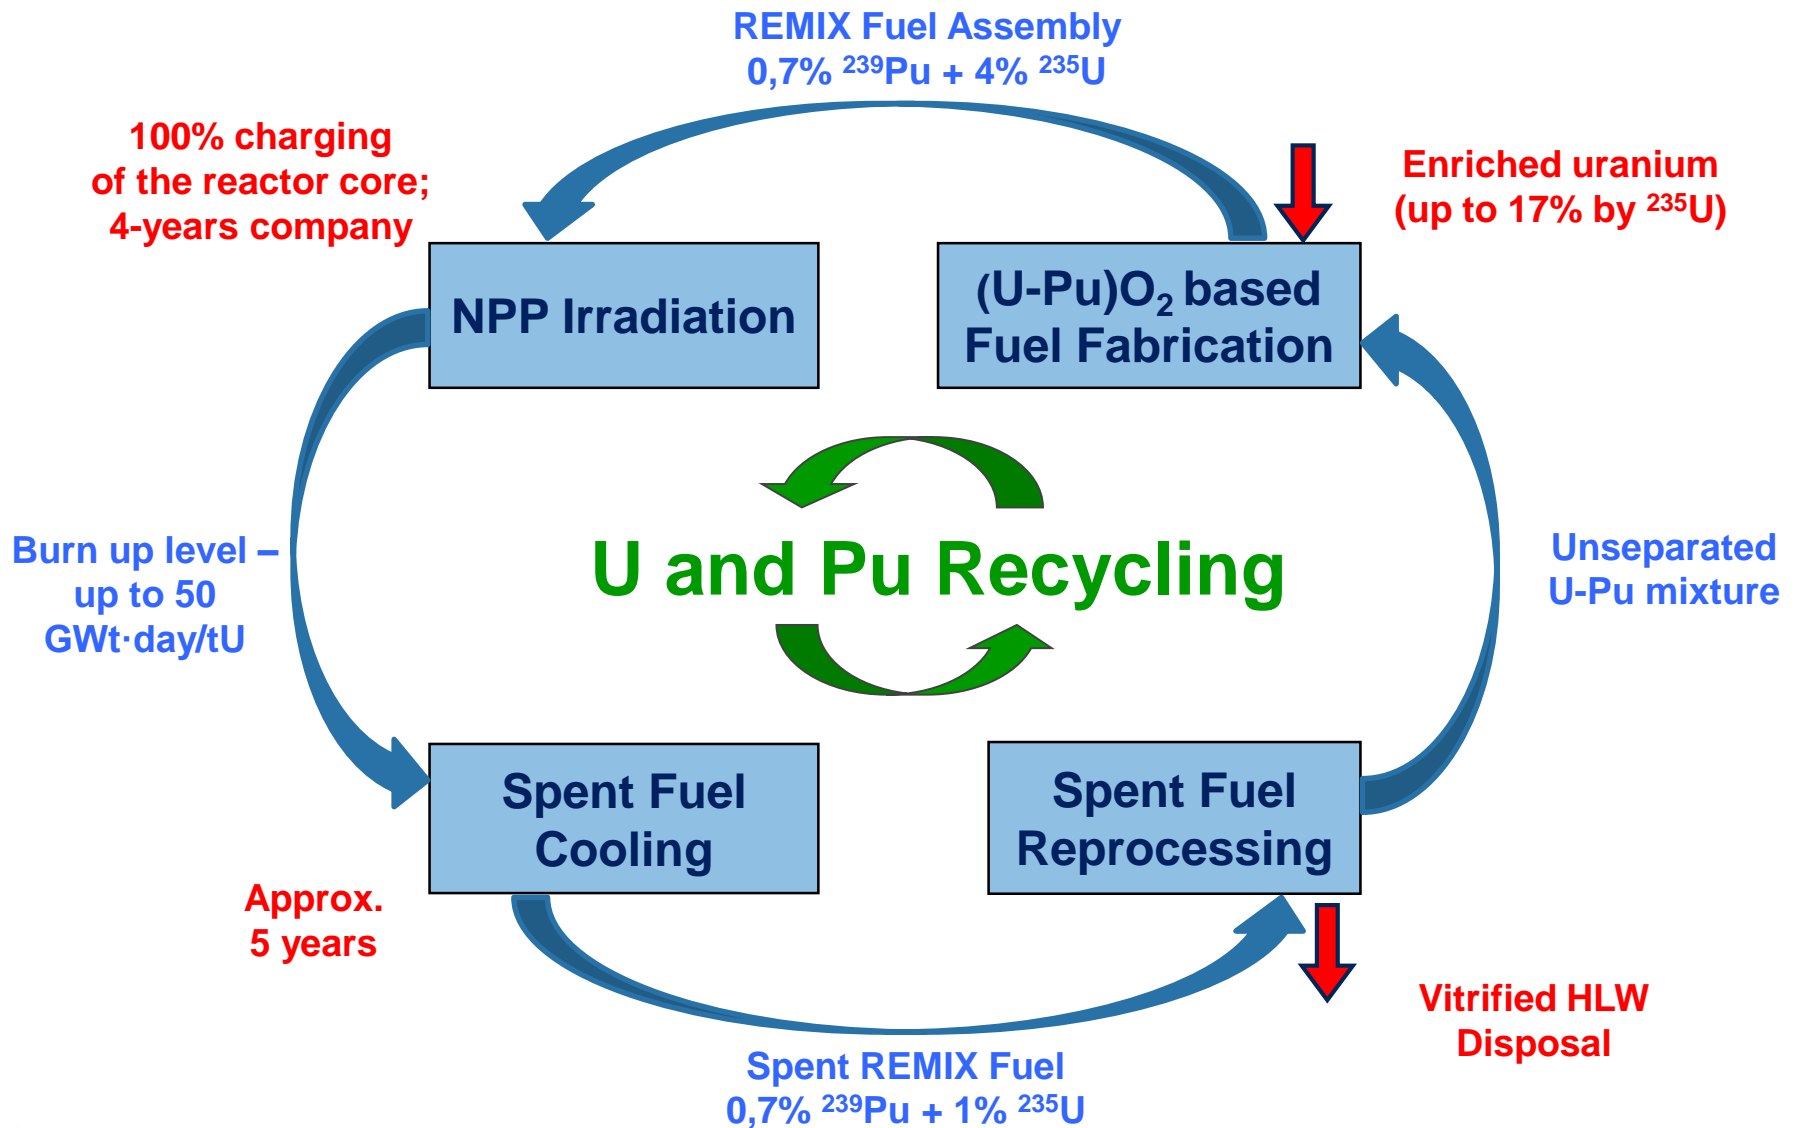 REMIX Fuel Assembly
0,7% ²³⁹Pu + 4% ²³⁵U
100% charging
of the reactor core;
4-years company
Enriched uranium
(up to 17% by ²³⁵U)
NPP Irradiation
(U-Pu)O₂ based
Fuel Fabrication
Burn up level –
up to 50
GWt·day/tU
U and Pu Recycling
Unseparated
U-Pu mixture
Spent Fuel
Cooling
Spent Fuel
Reprocessing
Approx.
5 years
Vitrified HLW
Disposal
Spent REMIX Fuel
0,7% ²³⁹Pu + 1% ²³⁵U